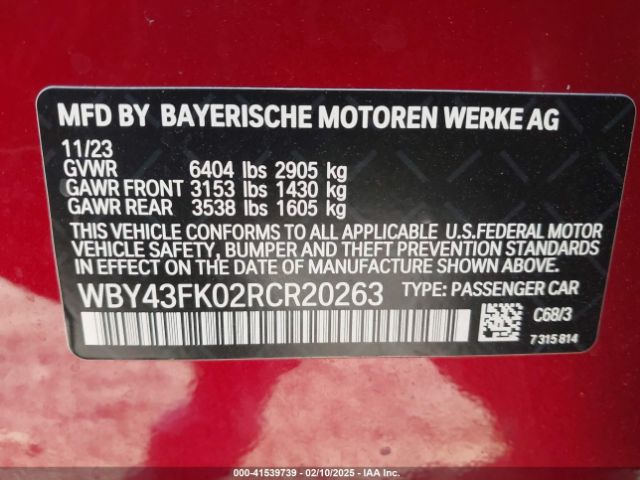 MFD BY BAYERISCHE MOTOREN WERKE AG
11/23
GVWR 6404 lbs 2905 kg
GAWR FRONT 3153 lbs 1430 kg
GAWR REAR 3538 lbs 1605 kg
THIS VEHICLE CONFORMS TO ALL APPLICABLE U.S.FEDERAL MOTOR
VEHICLE SAFETY, BUMPER AND THEFT PREVENTION STANDARDS
IN EFFECT ON THE DATE OF MANUFACTURE SHOWN ABOVE.
WBY43FK02RCR20263 TYPE: PASSENGER CAR
C68/3
7315814
000-41539739 - 02/10/2025 - IAA Inc.